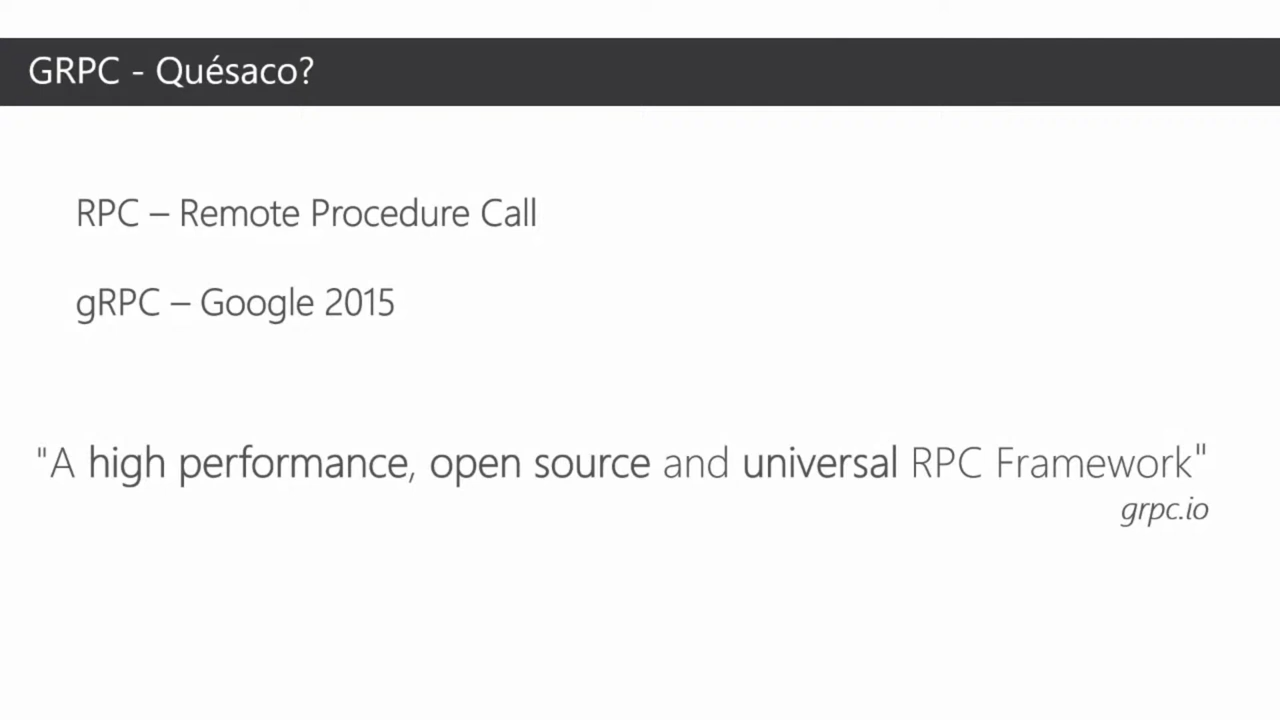 GRPC - Quésaco?
RPC – Remote Procedure Call
gRPC – Google 2015
"A high performance, open source and universal RPC Framework"
grpc.io